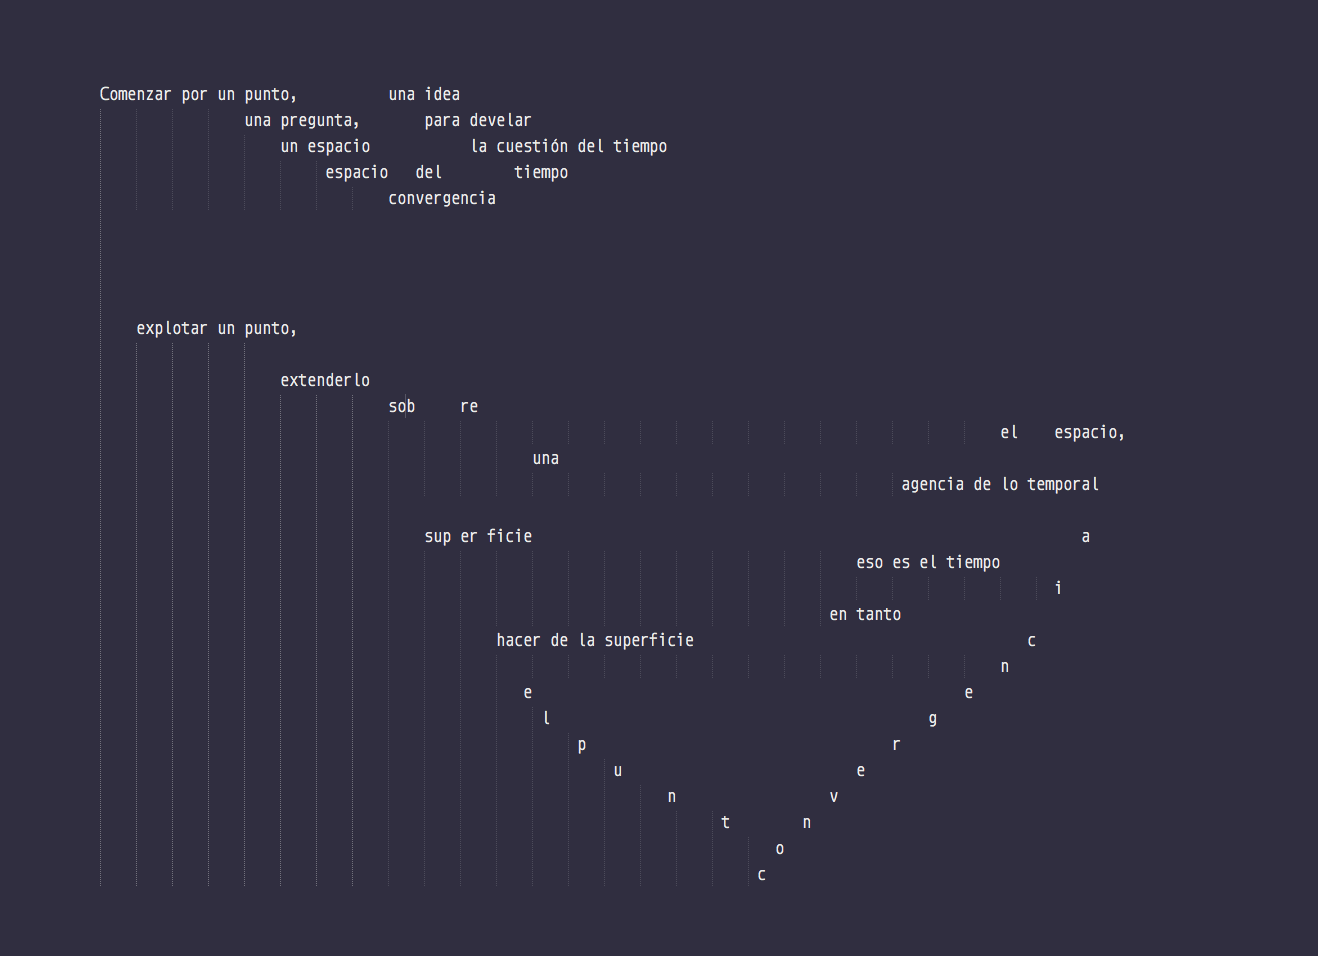 Comenzar por un punto, una idea
una pregunta, para develar
un espacio la cuestión del tiempo
espacio del tiempo
convergencia
explotar un punto,
extenderlo
sob re
el espacio,
una
agencia de lo temporal
sup er ficie a
eso es el tiempo
i
en tanto
hacer de la superficie c
n
e e
l g
p r
u e
n v
t n
o
c